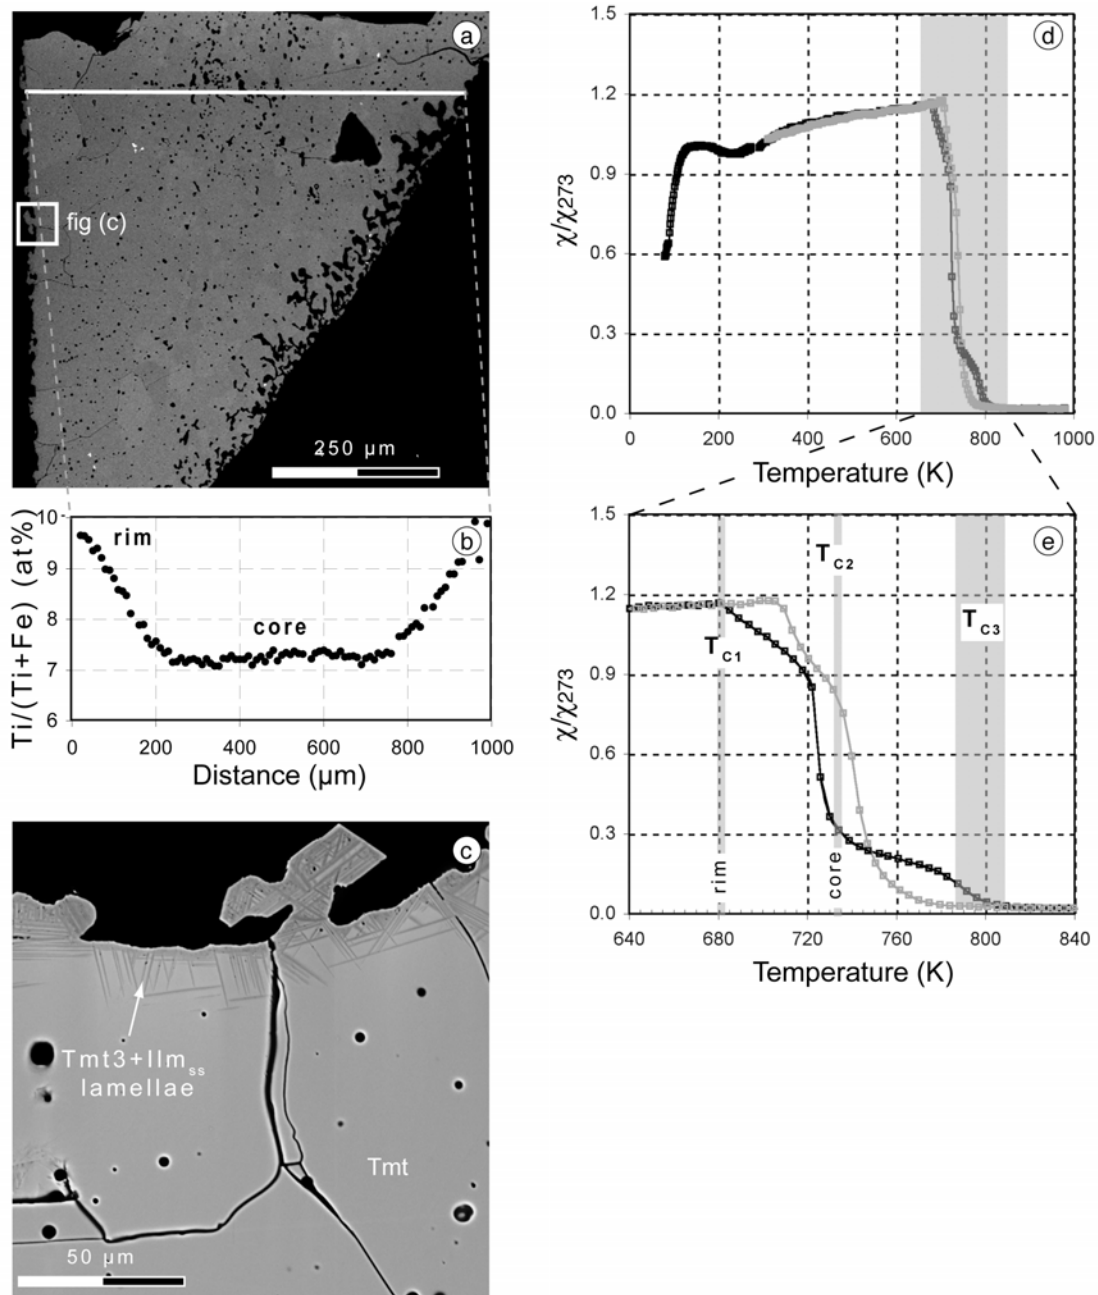 a
fig (c)
250 µm
Ti/(Ti+Fe) (at%)
10
9
8
7
6
b
rim
core
0 200 400 600 800 1000
Distance (µm)
c
Tmt3+Ilmss
lamellae
Tmt
50 µm
d
χ/χ273
1.5
1.2
0.9
0.6
0.3
0.0
0 200 400 600 800 1000
Temperature (K)
e
χ/χ273
1.5
1.2
0.9
0.6
0.3
0.0
TC1
TC2
TC3
rim
core
640 680 720 760 800 840
Temperature (K)